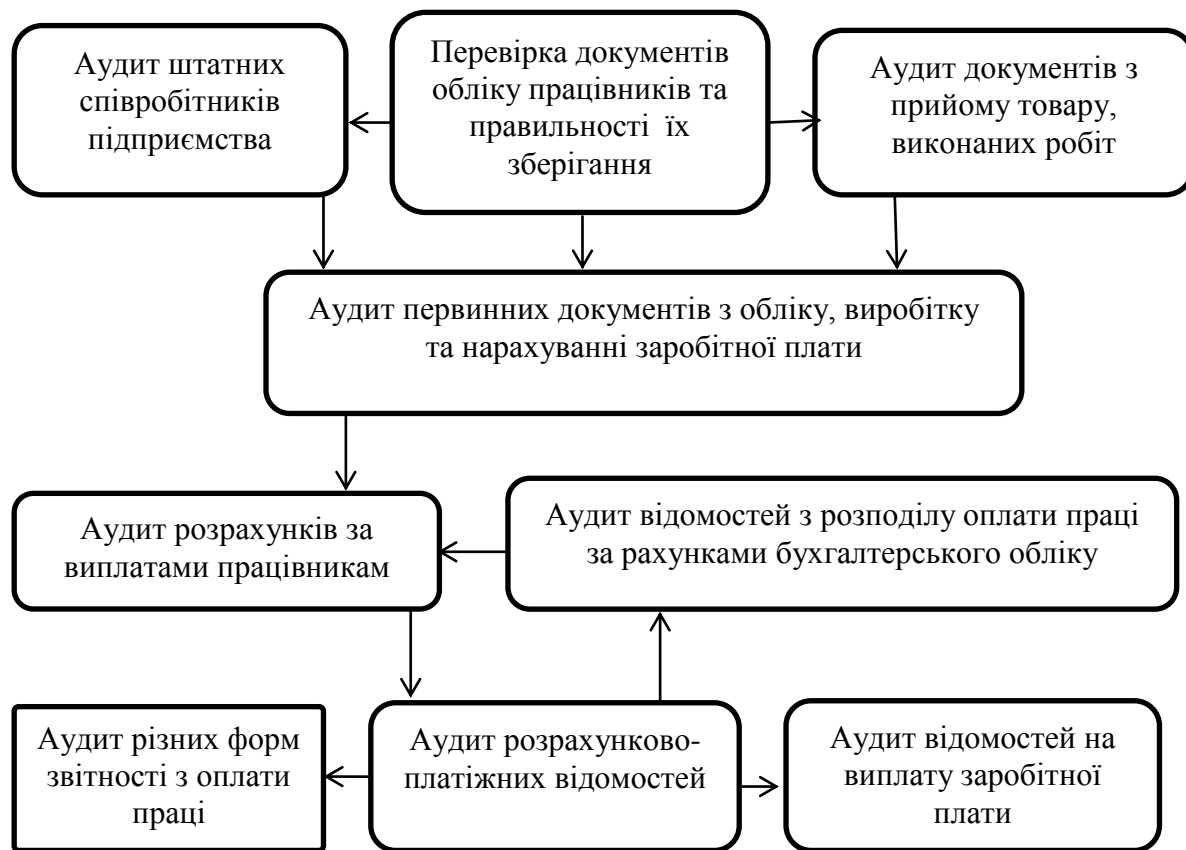 Аудит штатних
співробітників
підприємства
Перевірка документів
обліку працівників та
правильності їх
зберігання
Аудит документів з
прийому товару,
виконаних робіт
Аудит первинних документів з обліку, виробітку
та нарахуванні заробітної плати
Аудит розрахунків за
виплатами працівникам
Аудит відомостей з розподілу оплати праці
за рахунками бухгалтерського обліку
Аудит різних форм
звітності з оплати
праці
Аудит розрахунково-
платіжних відомостей
Аудит відомостей на
виплату заробітної
плати